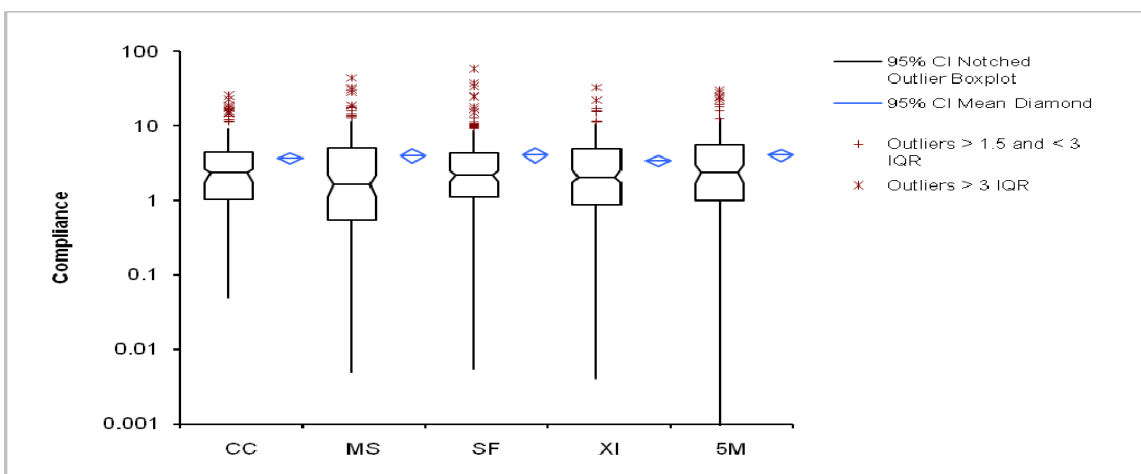 100
10
1
0.1
0.01
0.001
Compliance
CC
MS
SF
XI
5M
95% CI Notched
Outlier Boxplot
95% CI Mean Diamond
Outliers > 1.5 and < 3
IQR
Outliers > 3 IQR